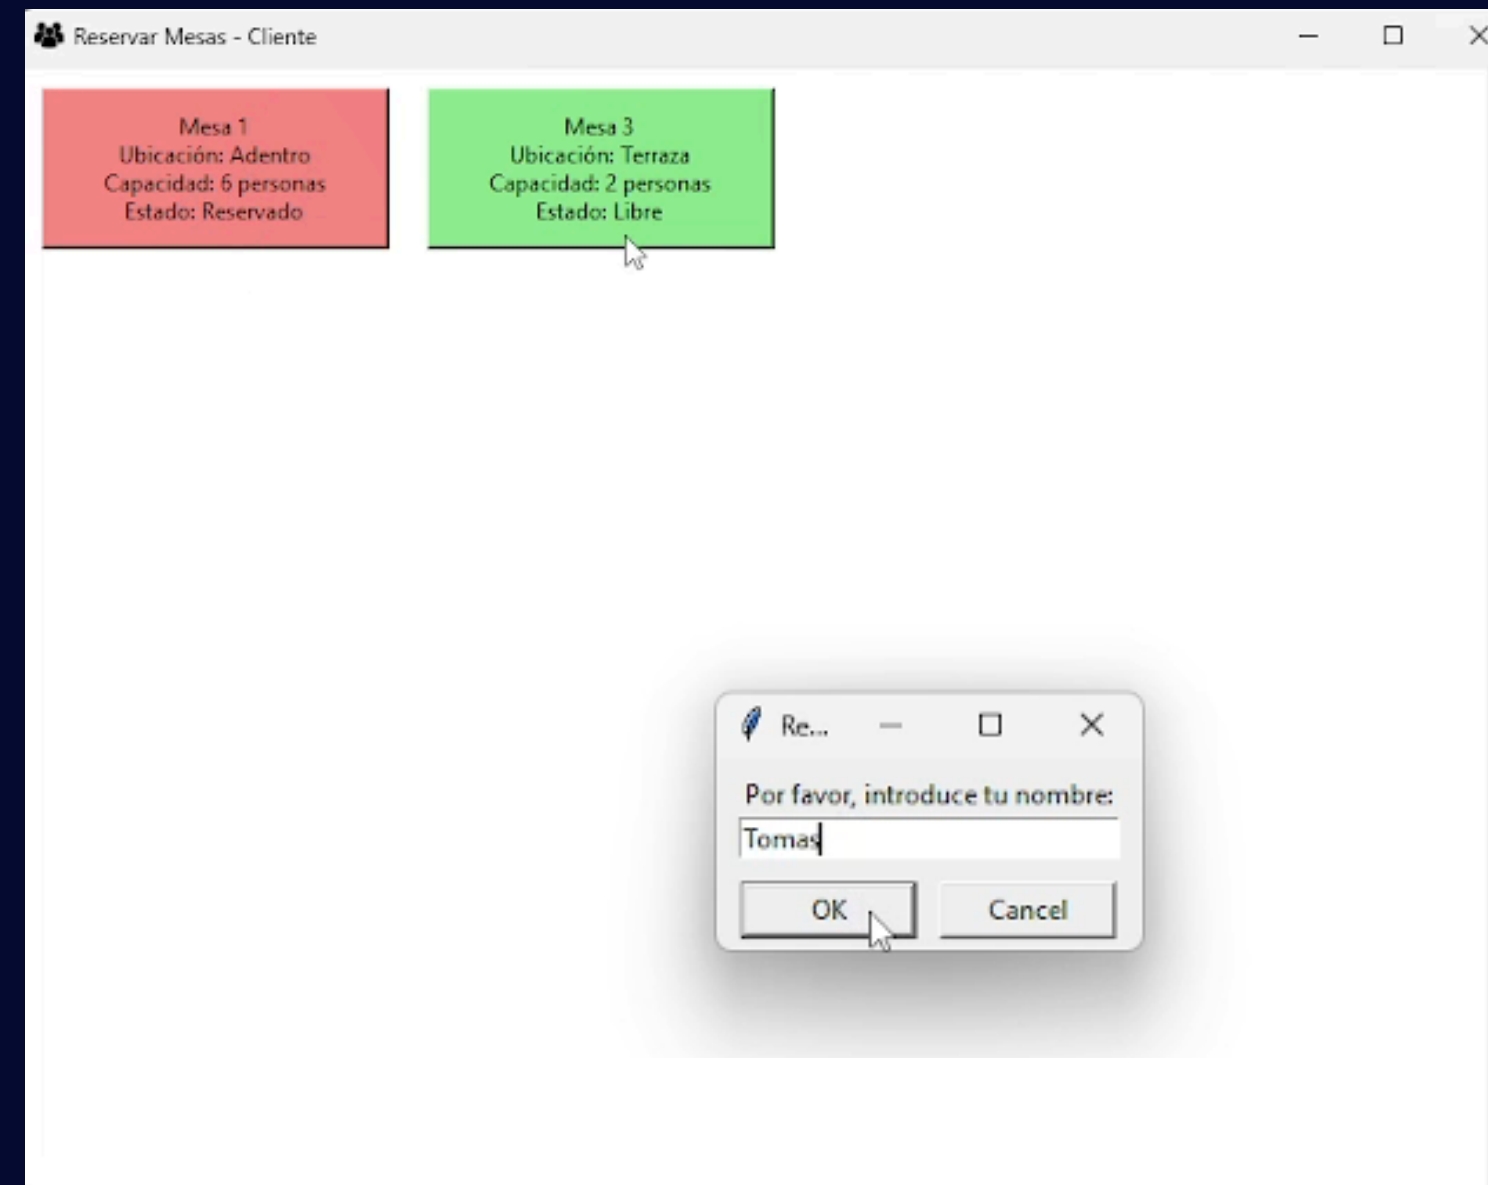 Reservar Mesas - Cliente
Mesa 1
Ubicación: Adentro
Capacidad: 6 personas
Estado: Reservado
Mesa 3
Ubicación: Terraza
Capacidad: 2 personas
Estado: Libre
Re...
Por favor, introduce tu nombre:
Tomas
OK
Cancel